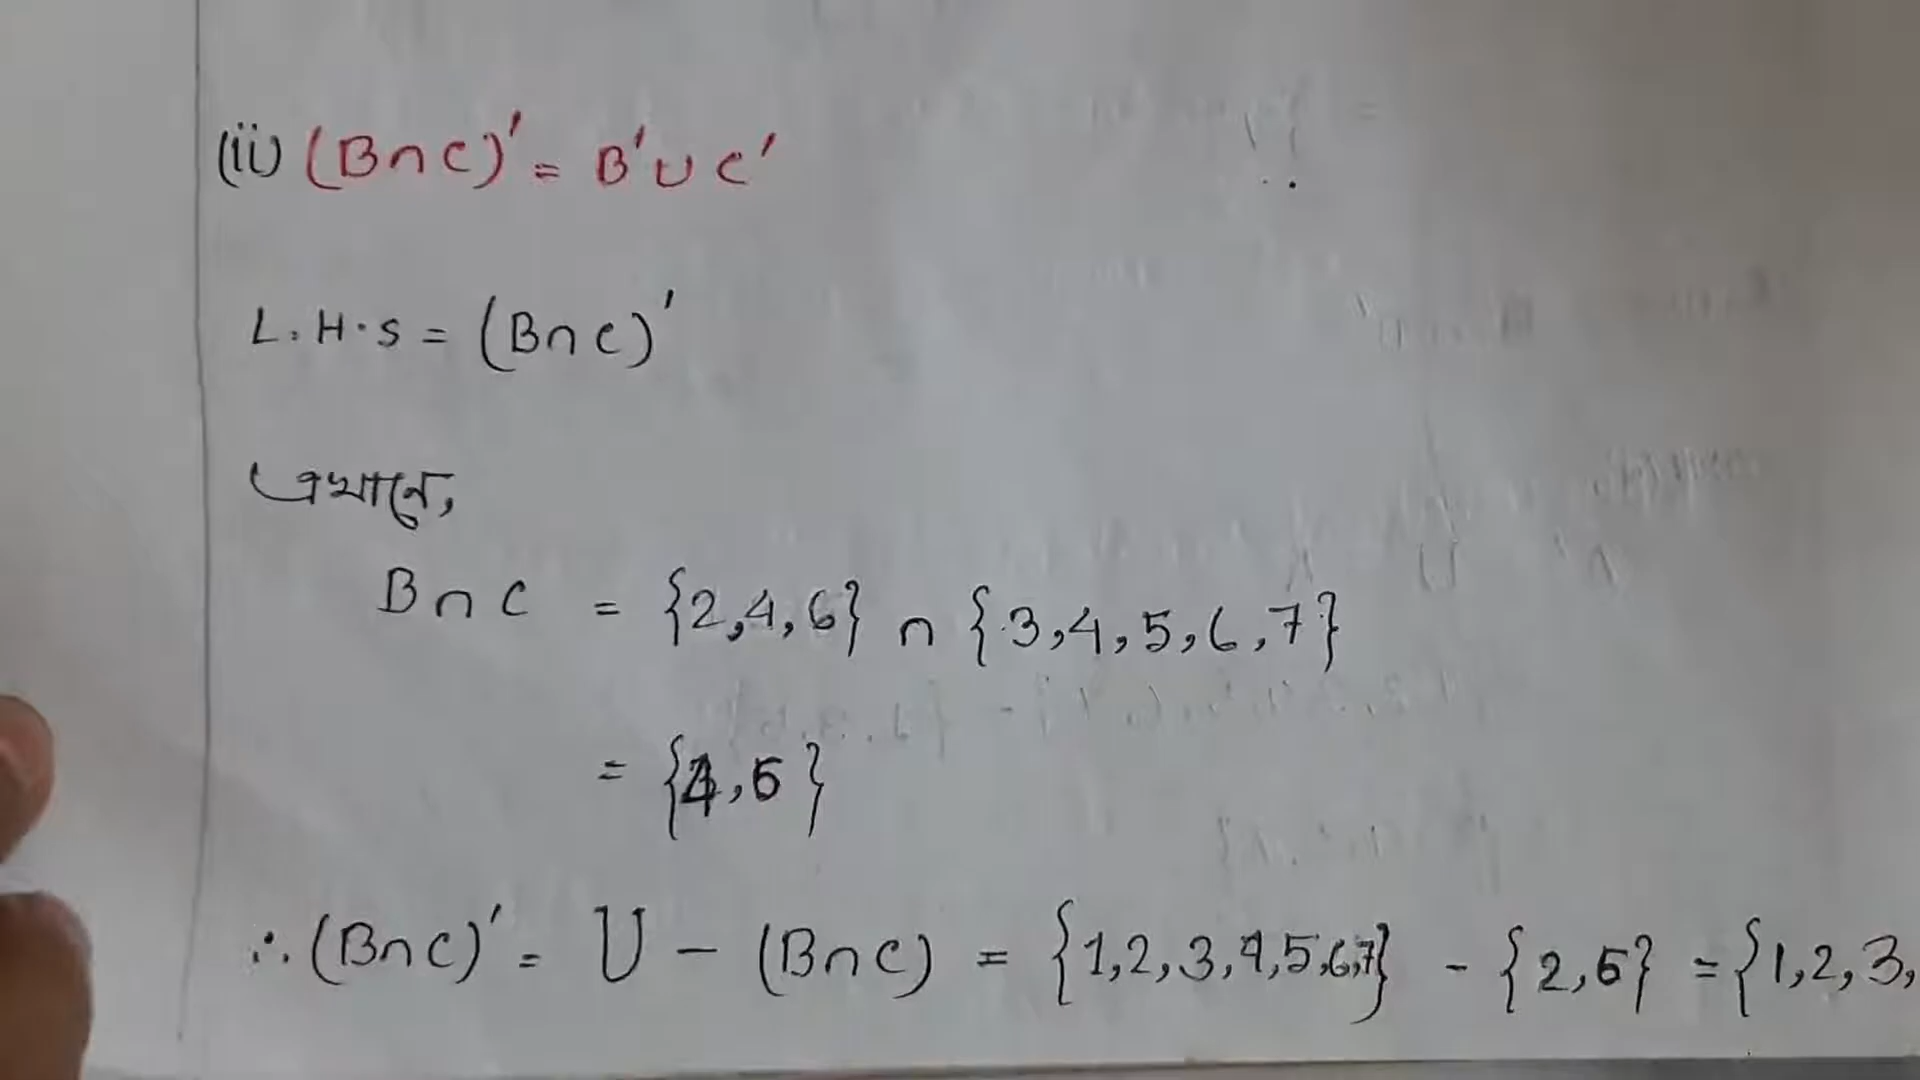 (ii) (B∩C)' = B'∪C'
L.H.S = (B∩C)'
এখানে,
B∩C = {2,4,6} ∩ {3,4,5,6,7}
= {4,6}
∴ (B∩C)' = U - (B∩C) = {1,2,3,4,5,6,7} - {2,6} = {1,2,3,